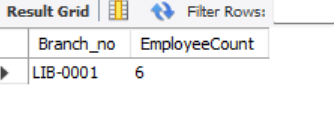 Result Grid Filter Rows:
Branch_no EmployeeCount
LIB-0001 6